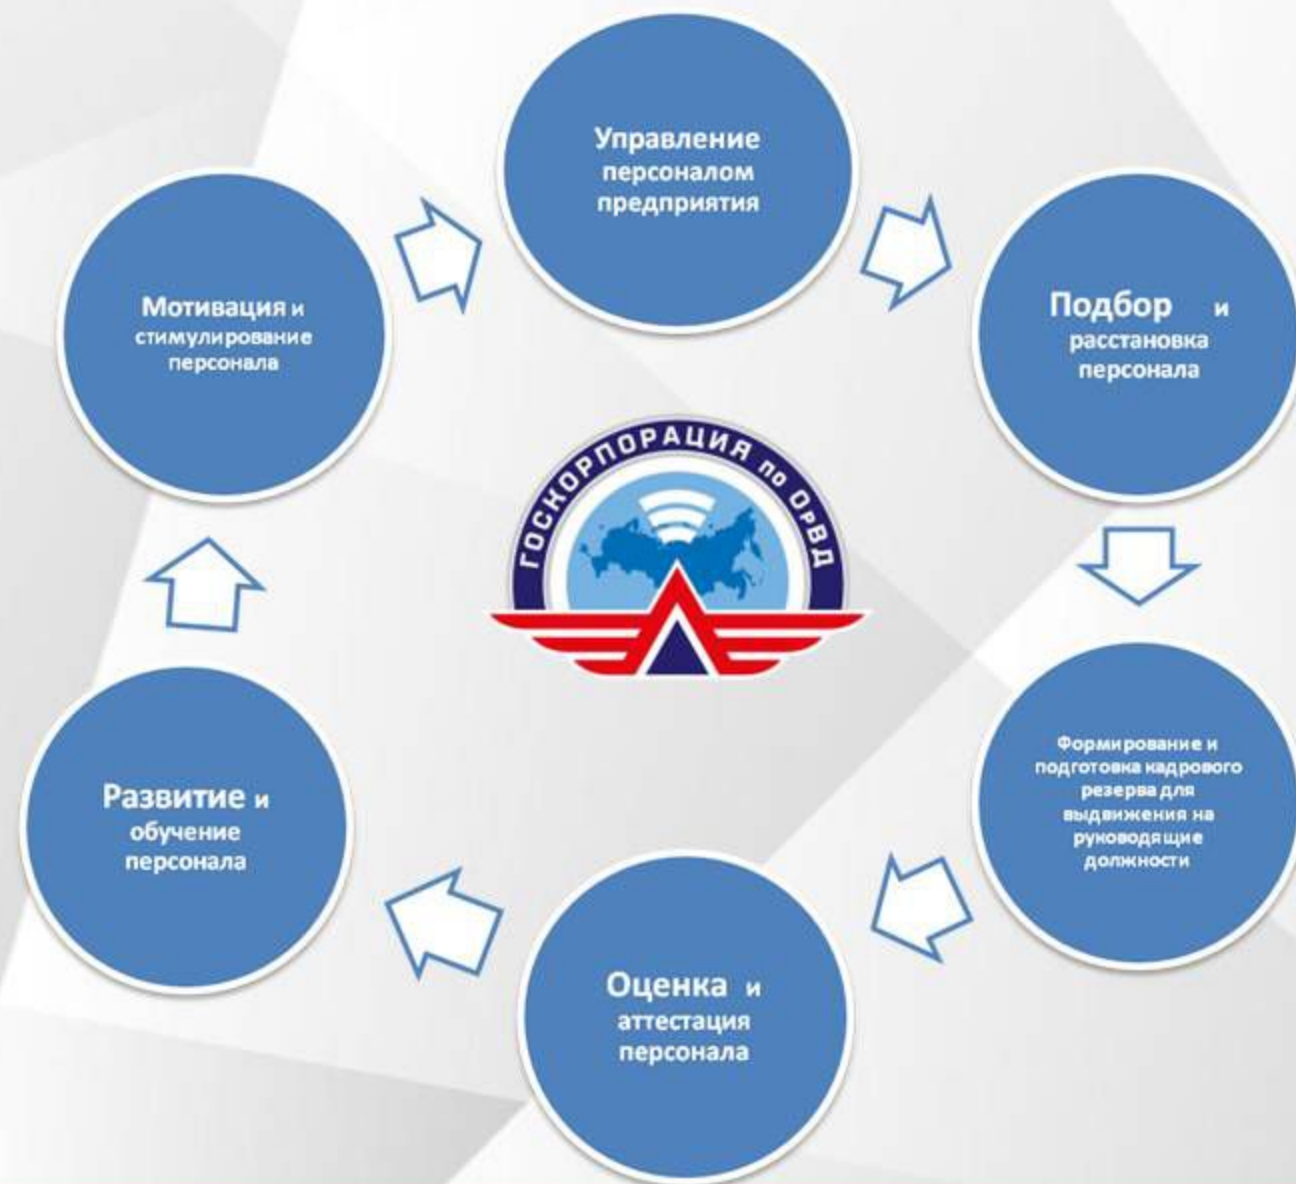 Управление
персоналом
предприятия
Подбор и
расстановка
персонала
Формирование и
подготовка кадрового
резерва для
выдвижения на
руководящие
должности
Оценка и
аттестация
персонала
Развитие и
обучение
персонала
Мотивация и
стимулирование
персонала
ГОСКОРПОРАЦИЯ по ОрВД